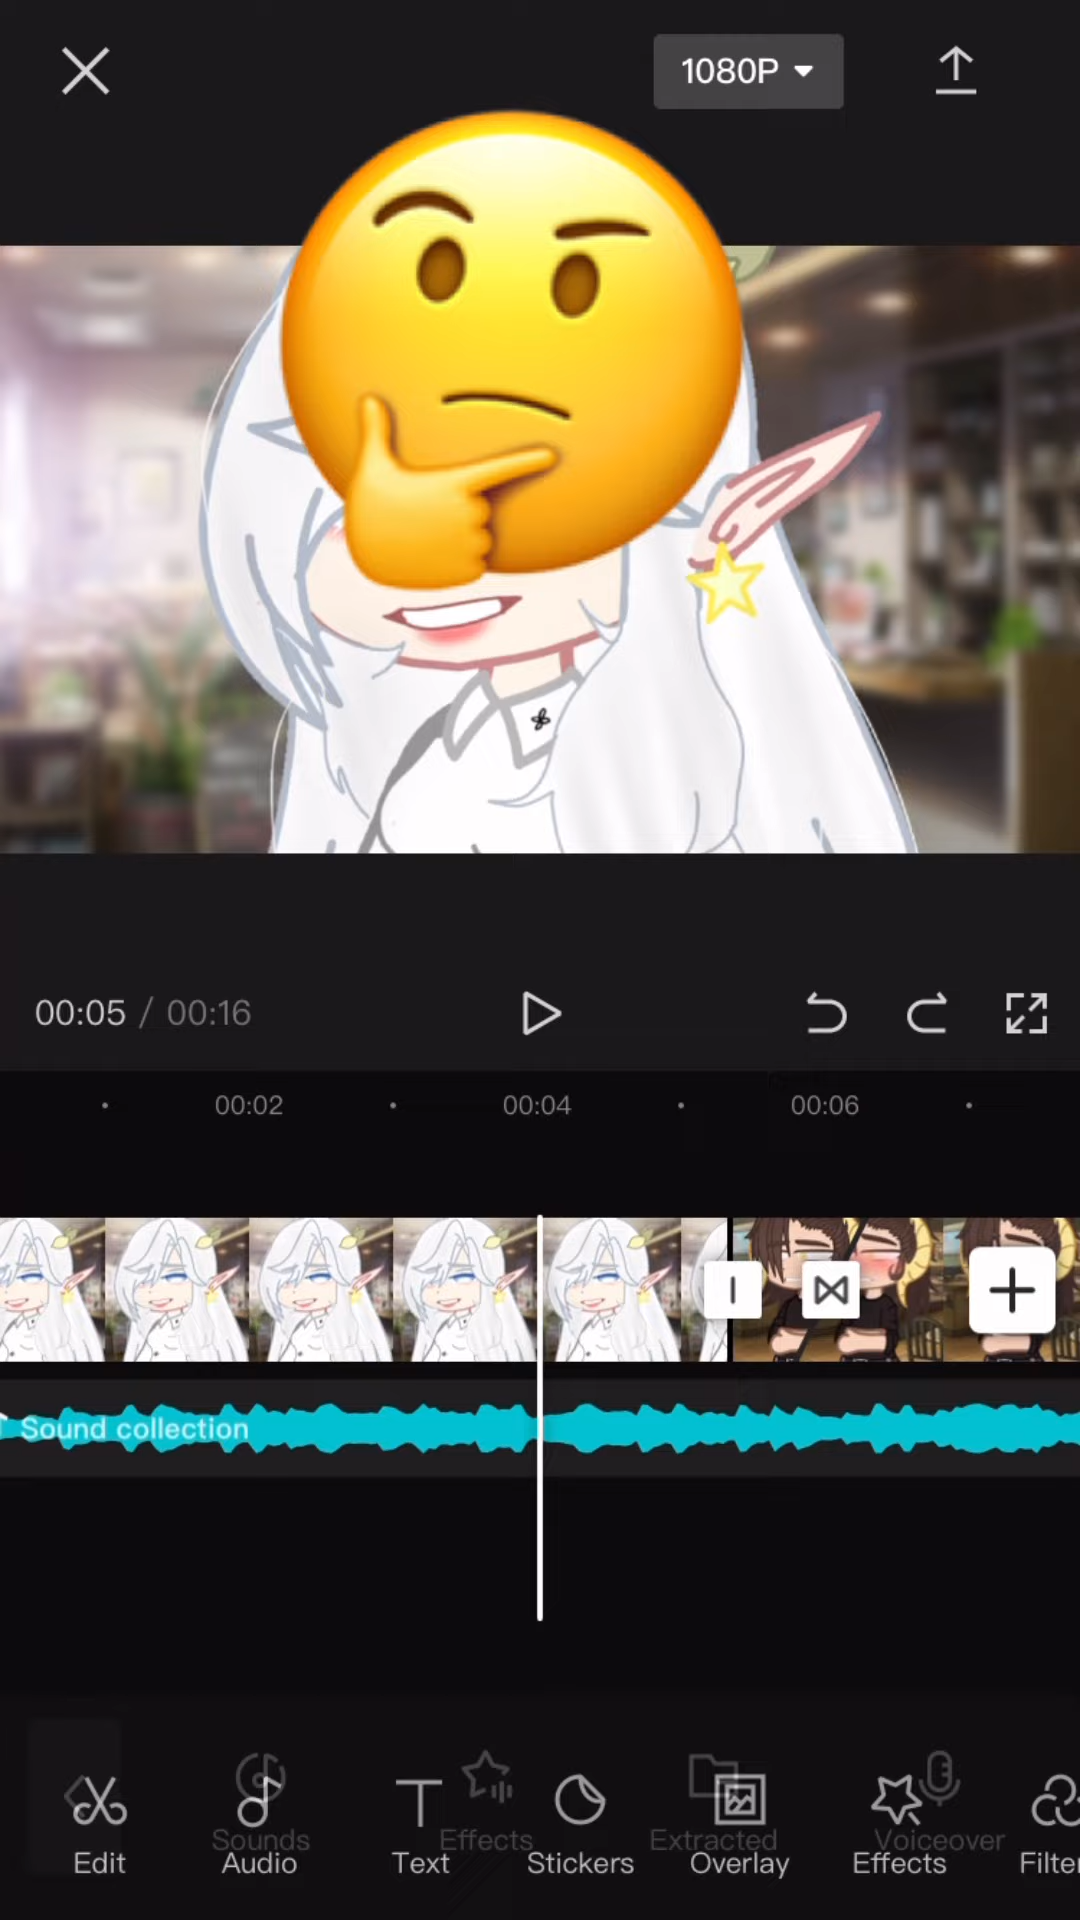 1080P
00:05 / 00:16
00:02 00:04 00:06
Sound collection
Sounds Effects Extracted Voiceover
Edit Audio Text Stickers Overlay Effects Filter